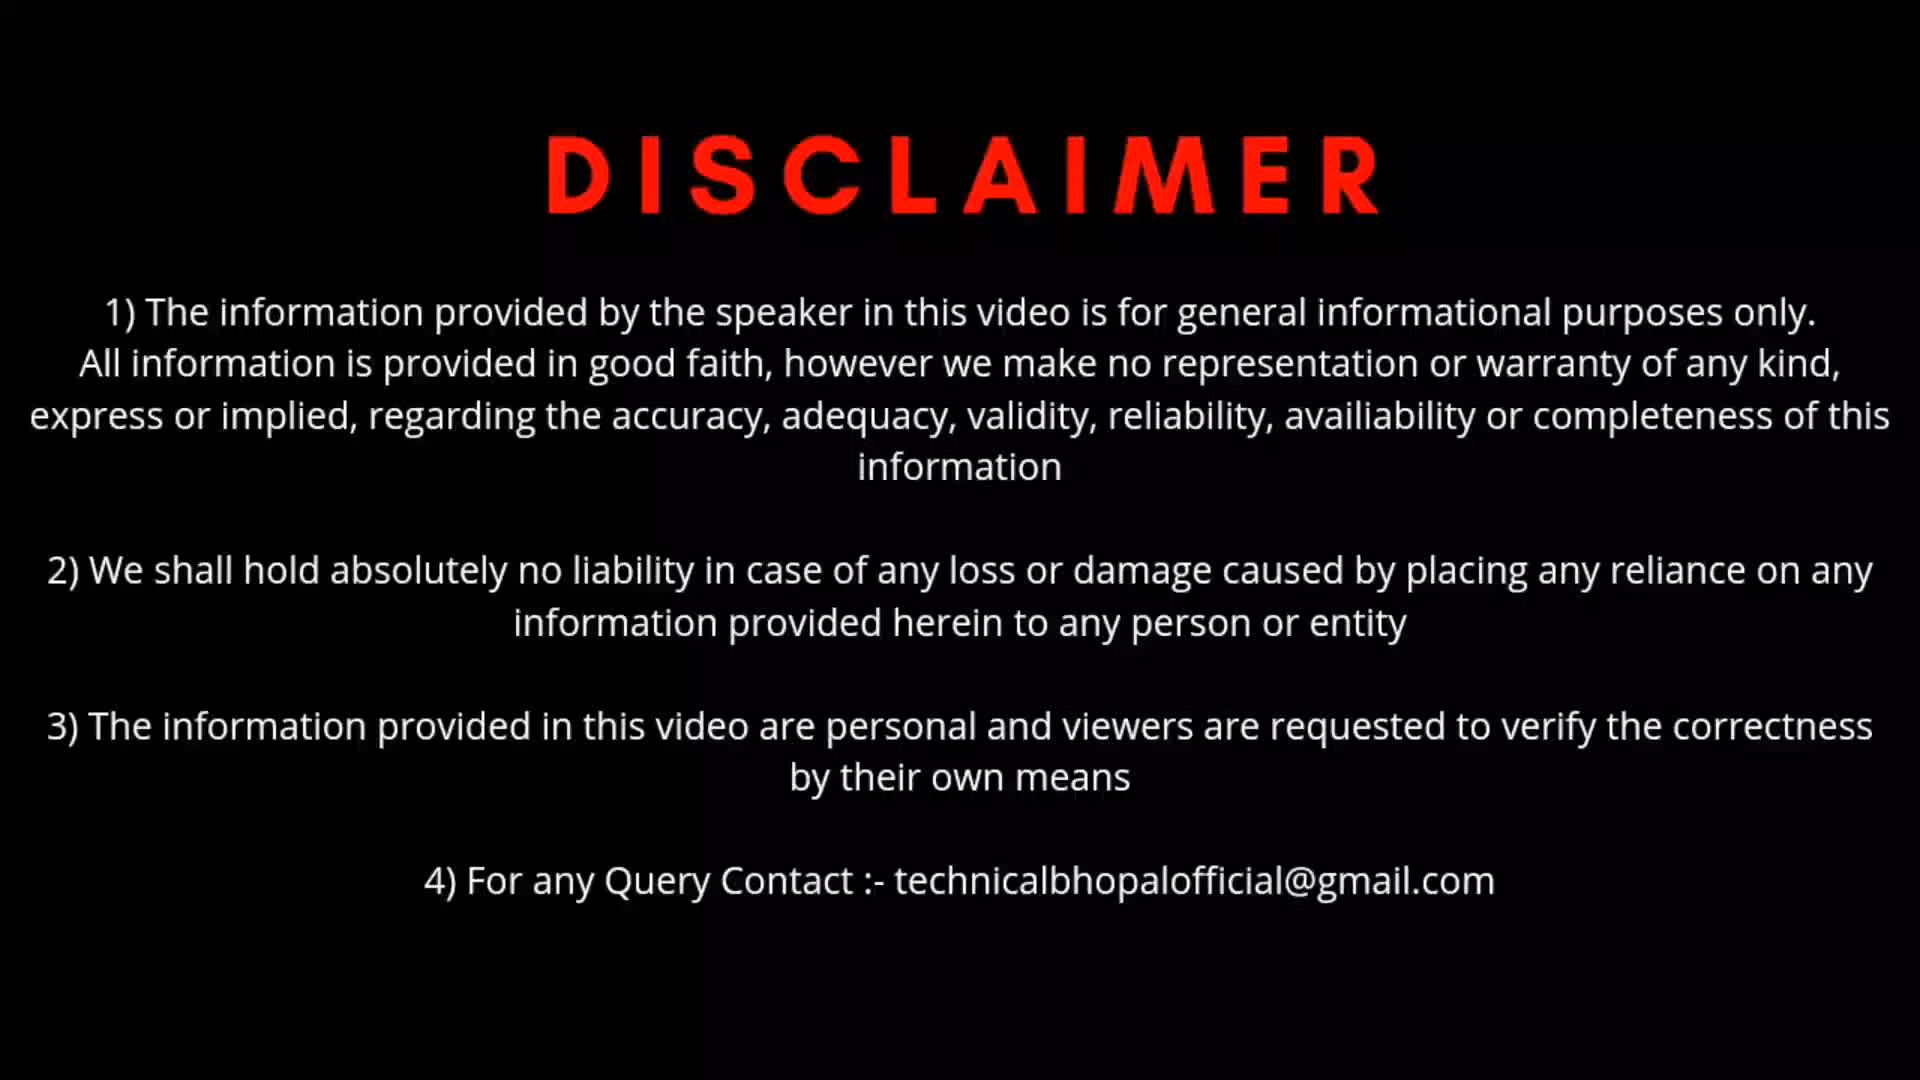 DISCLAIMER
1) The information provided by the speaker in this video is for general informational purposes only.
All information is provided in good faith, however we make no representation or warranty of any kind,
express or implied, regarding the accuracy, adequacy, validity, reliability, availiability or completeness of this
information
2) We shall hold absolutely no liability in case of any loss or damage caused by placing any reliance on any
information provided herein to any person or entity
3) The information provided in this video are personal and viewers are requested to verify the correctness
by their own means
4) For any Query Contact :- technicalbhopalofficial@gmail.com